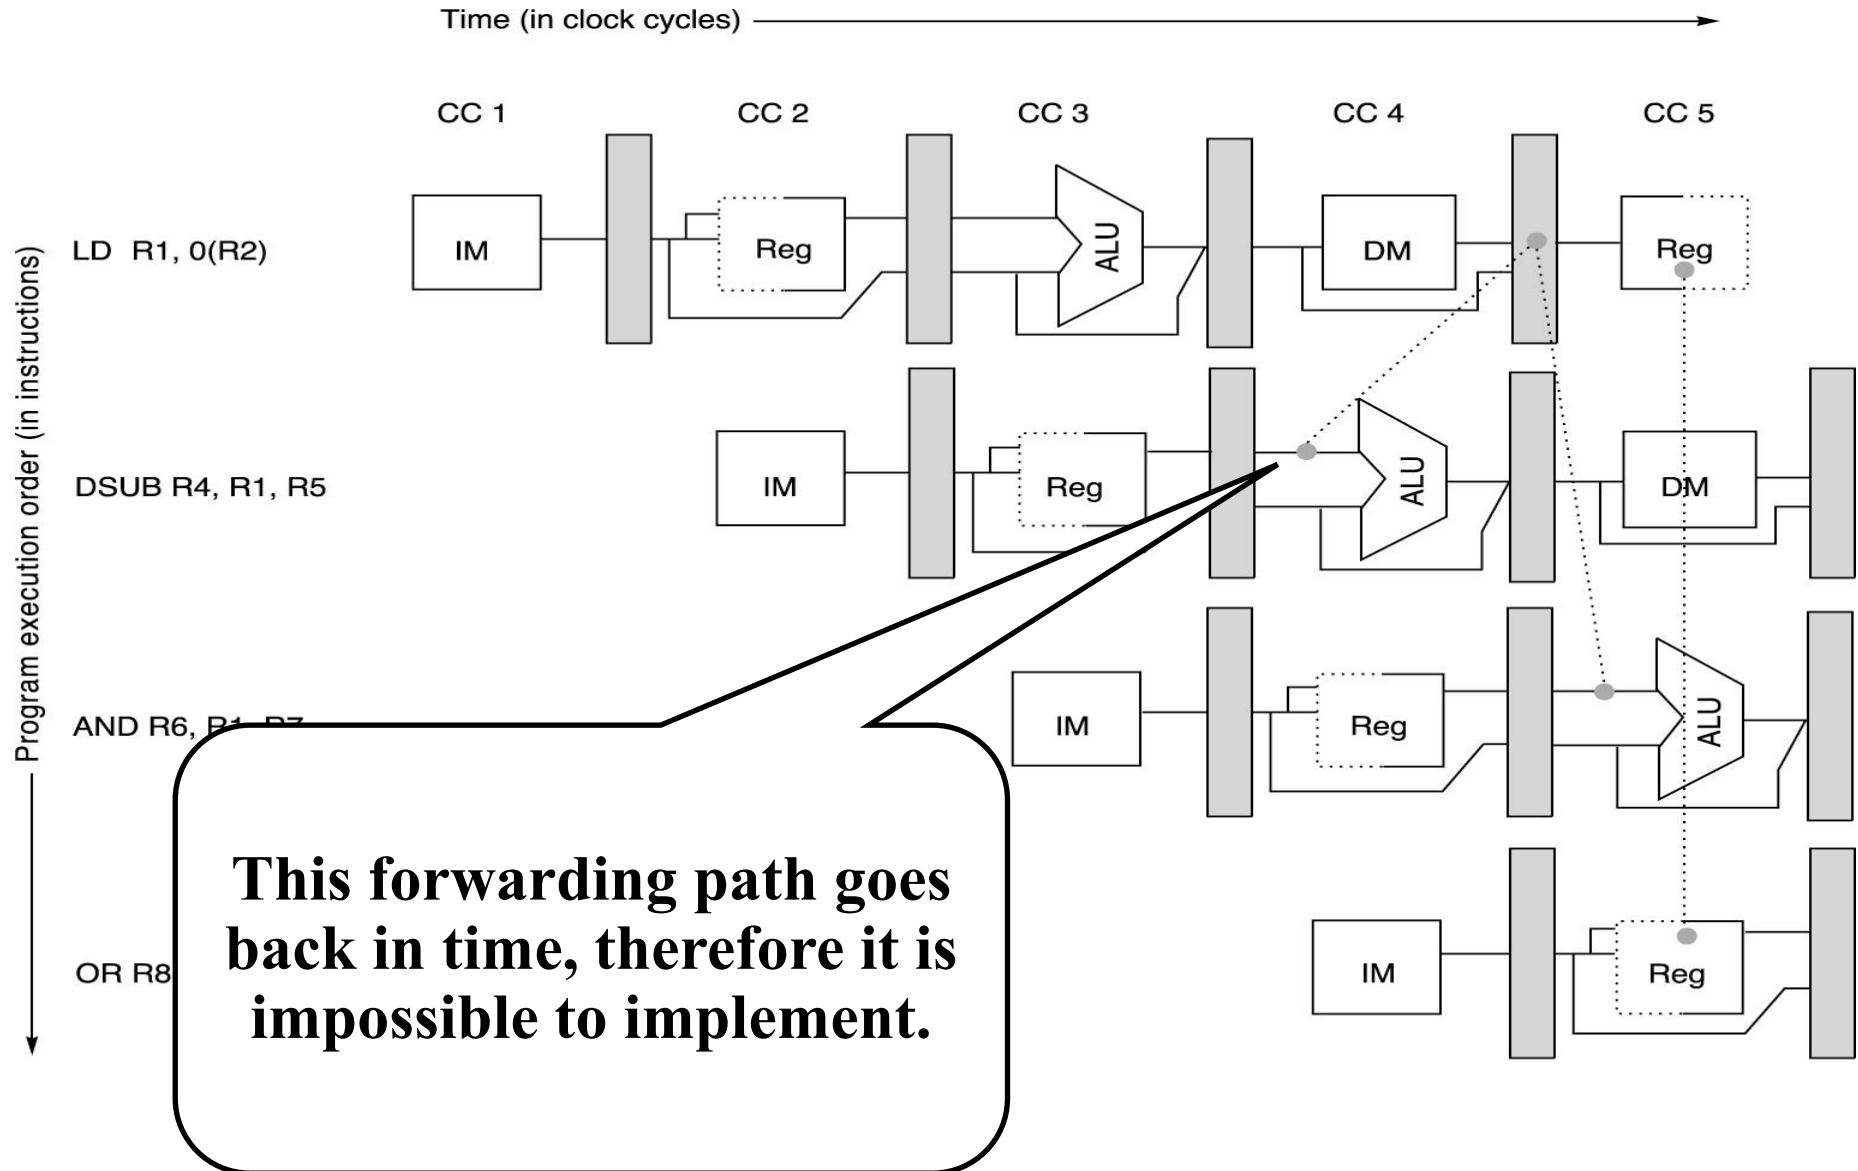 Time (in clock cycles)
CC 1 CC 2 CC 3 CC 4 CC 5
Program execution order (in instructions)
LD R1, 0(R2) IM Reg ALU DM Reg
DSUB R4, R1, R5 IM Reg ALU DM
AND R6, R1, R7 IM Reg ALU
OR R8 IM Reg
This forwarding path goes
back in time, therefore it is
impossible to implement.